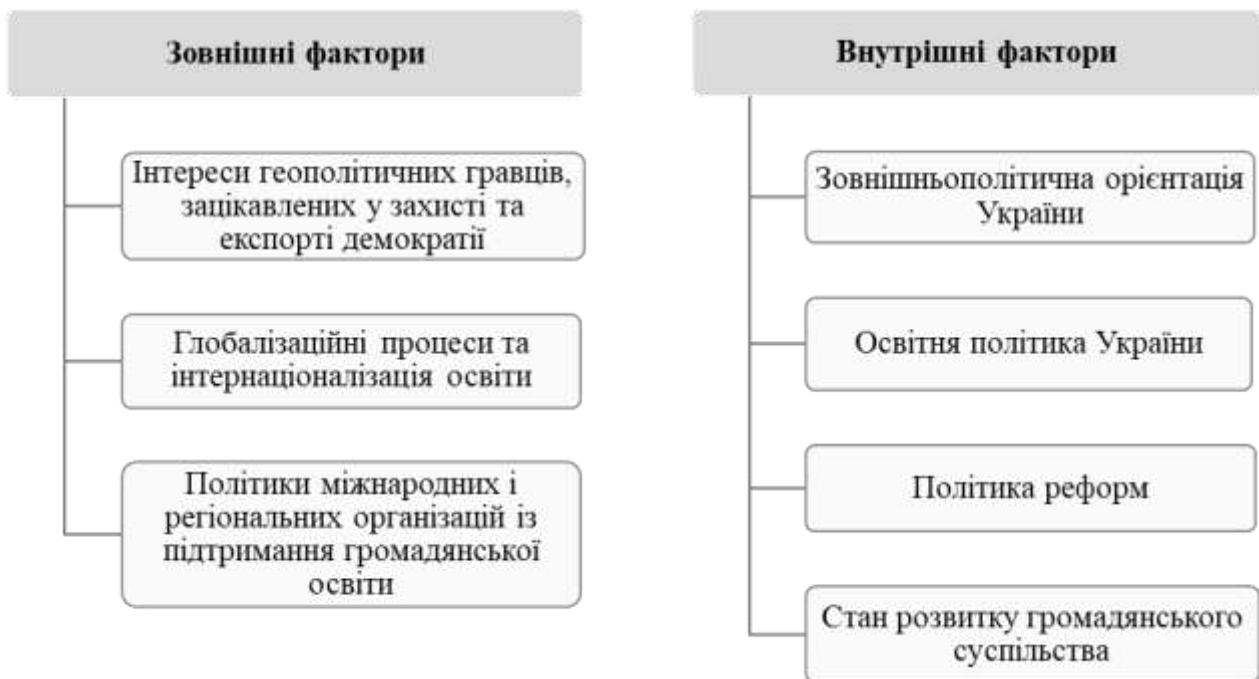 Зовнішні фактори
Інтереси геополітичних гравців,
зацікавлених у захисті та
експорті демократії
Глобалізаційні процеси та
інтернаціоналізація освіти
Політики міжнародних і
регіональних організацій із
підтримання громадянської
освіти
Внутрішні фактори
Зовнішньополітична орієнтація
України
Освітня політика України
Політика реформ
Стан розвитку громадянського
суспільства